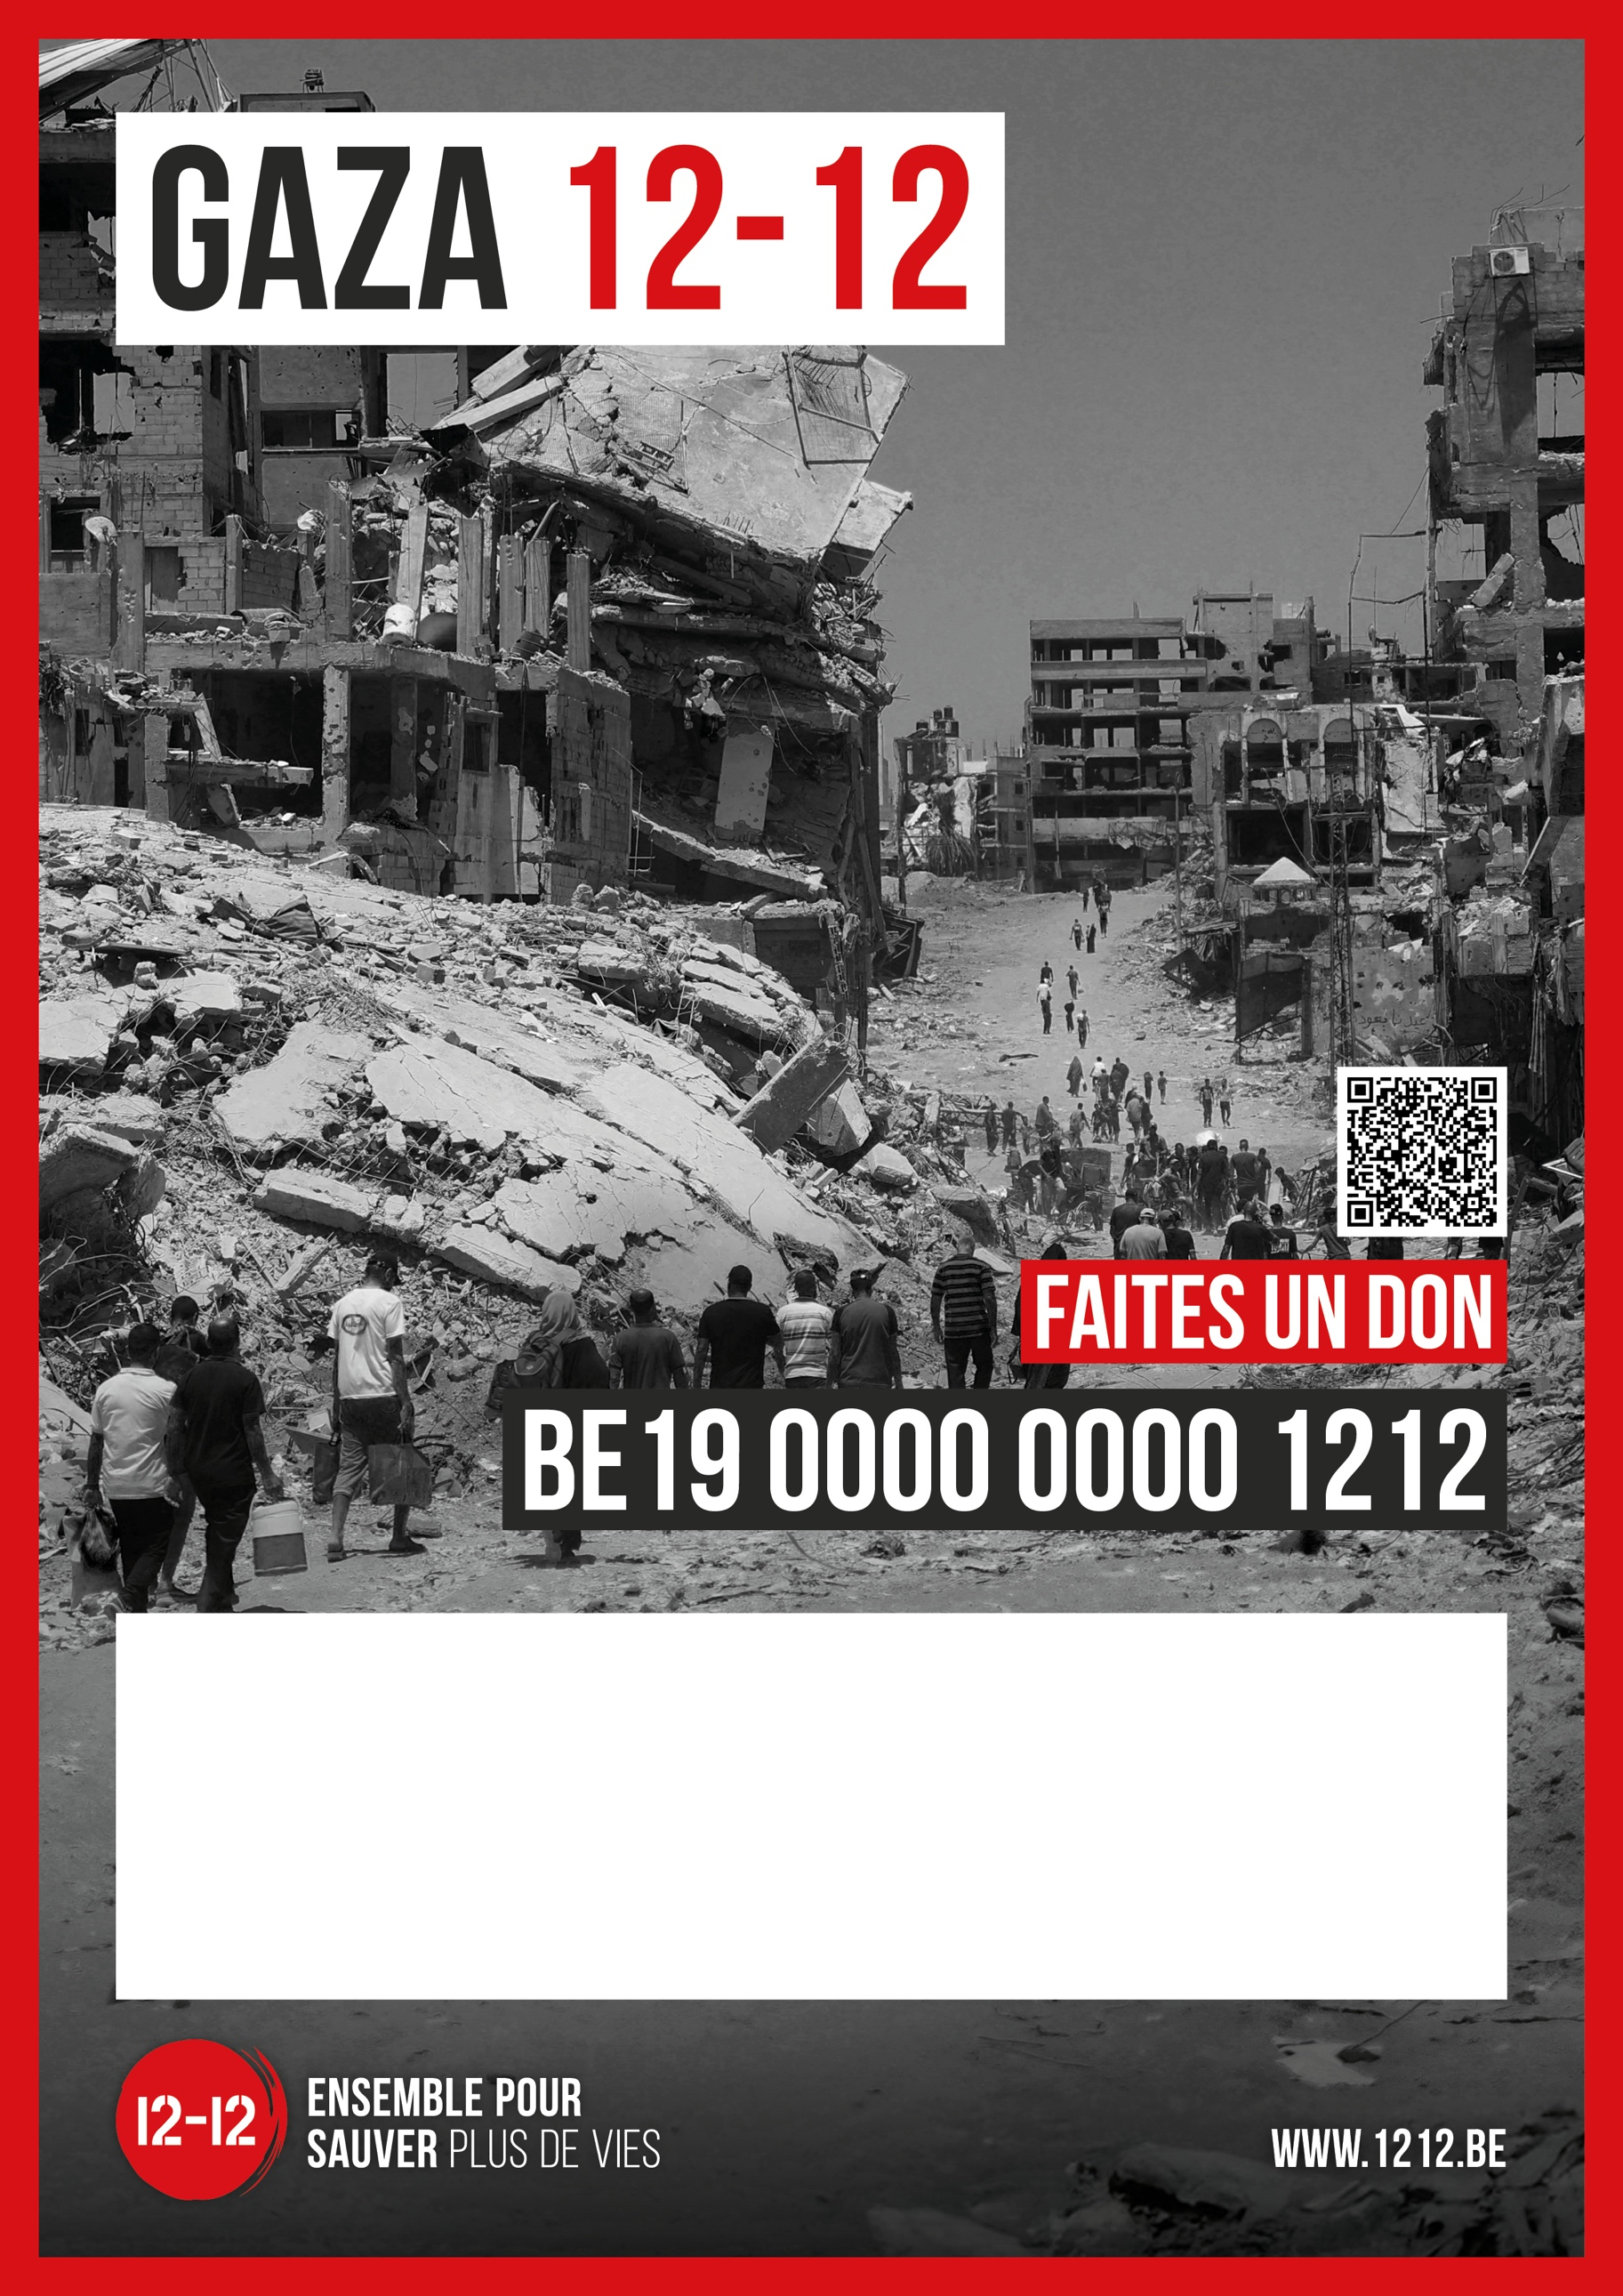 GAZA 12-12
FAITES UN DON
BE19 0000 0000 1212
12-12
ENSEMBLE POUR
SAUVER PLUS DE VIES
WWW.1212.BE